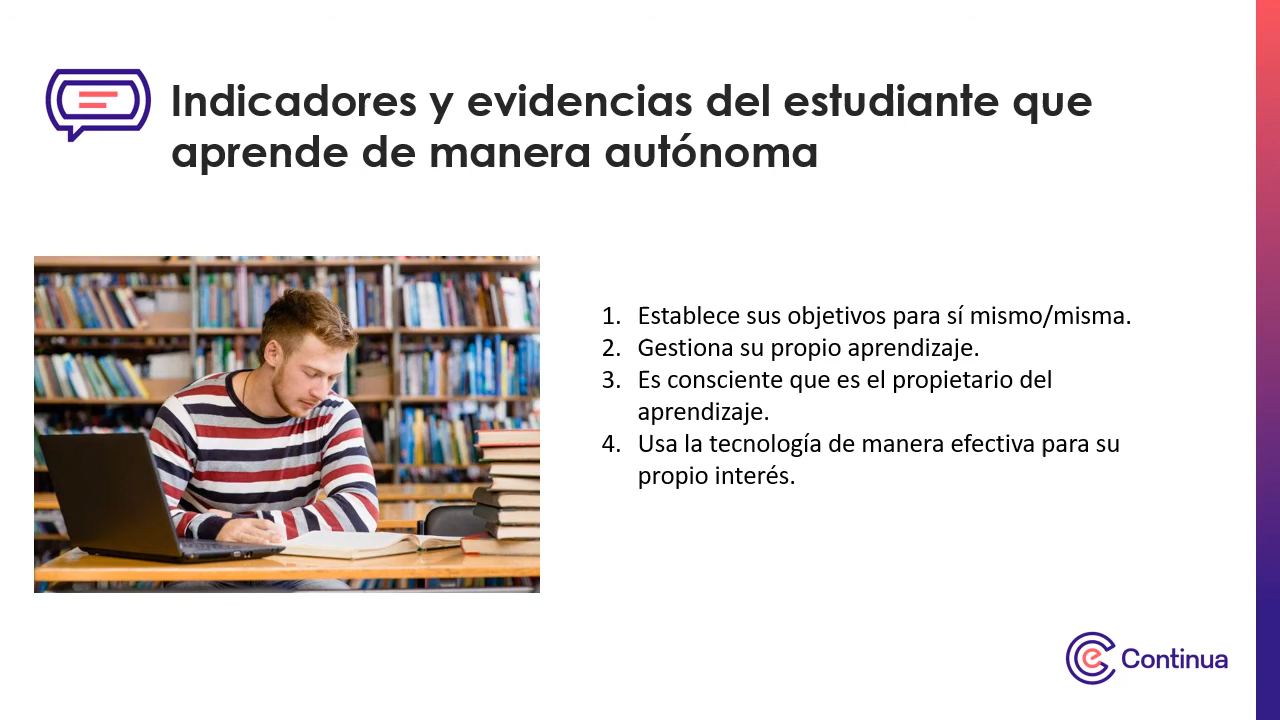 Indicadores y evidencias del estudiante que
aprende de manera autónoma
1. Establece sus objetivos para sí mismo/misma.
2. Gestiona su propio aprendizaje.
3. Es consciente que es el propietario del
aprendizaje.
4. Usa la tecnología de manera efectiva para su
propio interés.
e Continua